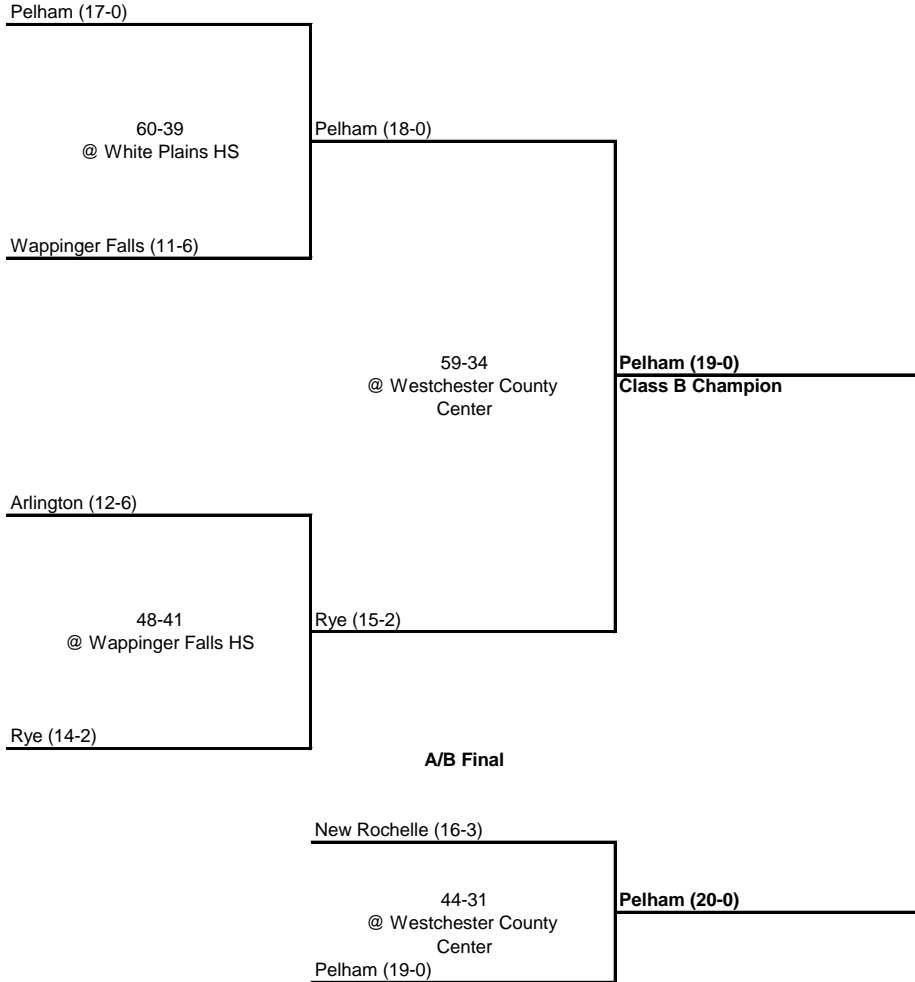 Pelham (17-0)
60-39
@ White Plains HS
Pelham (18-0)
Wappinger Falls (11-6)
59-34
@ Westchester County
Center
Pelham (19-0)
Class B Champion
Arlington (12-6)
48-41
@ Wappinger Falls HS
Rye (15-2)
Rye (14-2)
A/B Final
New Rochelle (16-3)
44-31
@ Westchester County
Center
Pelham (20-0)
Pelham (19-0)